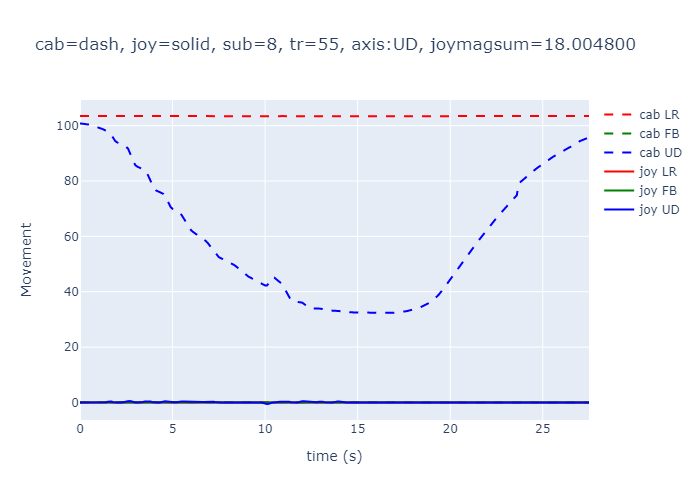 cab=dash, joy=solid, sub=8, tr=55, axis:UD, joymagsum=18.004800
cab LR
cab FB
cab UD
joy LR
joy FB
joy UD
Movement
100
80
60
40
20
0
0 5 10 15 20 25
time (s)